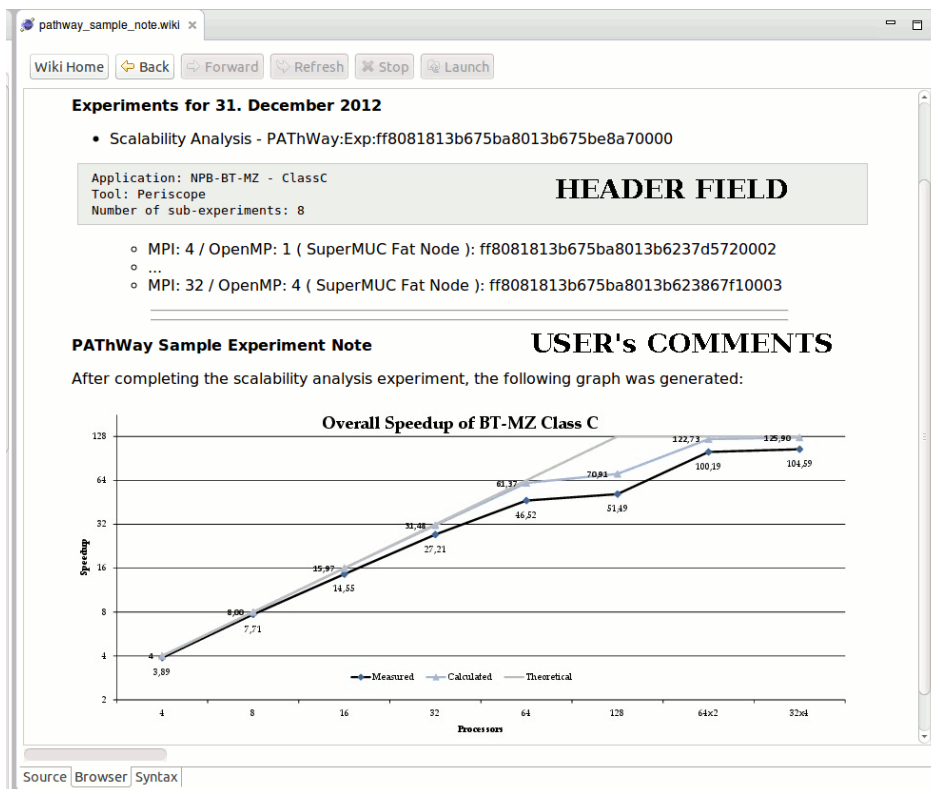 pathway_sample_note.wiki
Wiki Home Back Forward Refresh Stop Launch
Experiments for 31. December 2012
• Scalability Analysis - PAThWay:Exp:ff8081813b675ba8013b675be8a70000
Application: NPB-BT-MZ - ClassC
Tool: Periscope
Number of sub-experiments: 8
HEADER FIELD
◦ MPI: 4 / OpenMP: 1 ( SuperMUC Fat Node ): ff8081813b675ba8013b6237d5720002
◦ ...
◦ MPI: 32 / OpenMP: 4 ( SuperMUC Fat Node ): ff8081813b675ba8013b623867f10003
PAThWay Sample Experiment Note
USER's COMMENTS
After completing the scalability analysis experiment, the following graph was generated:
Overall Speedup of BT-MZ Class C
128
64
32
16
8
4
2
Speedup
4
8,00
15,97
31,48
61,37
70,91
122,73
125,90
3,89
7,71
14,55
27,21
46,52
51,49
100,19
104,59
Measured Calculated Theoretical
4 8 16 32 64 128 64x2 32x4
Processors
Source Browser Syntax